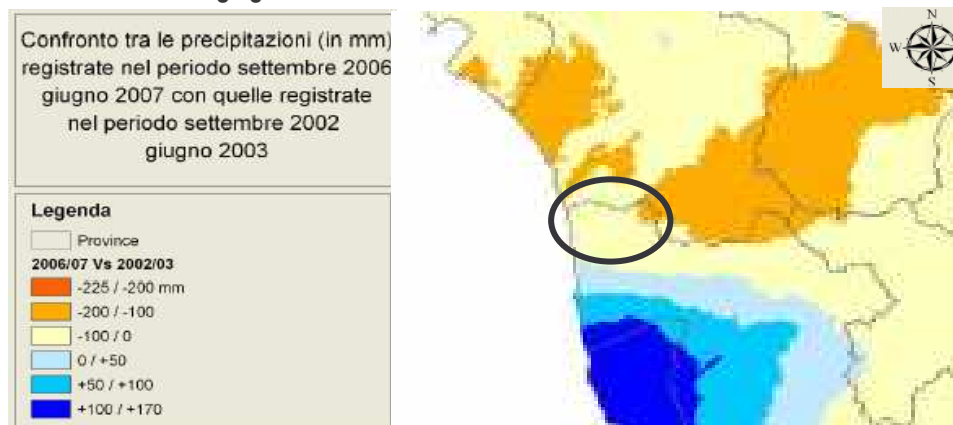 Confronto tra le precipitazioni (in mm)
registrate nel periodo settembre 2006
giugno 2007 con quelle registrate
nel periodo settembre 2002
giugno 2003
Legenda
Province
2006/07 Vs 2002/03
-225 / -200 mm
-200 / -100
-100 / 0
0 / +50
+50 / +100
+100 / +170
N
W
S